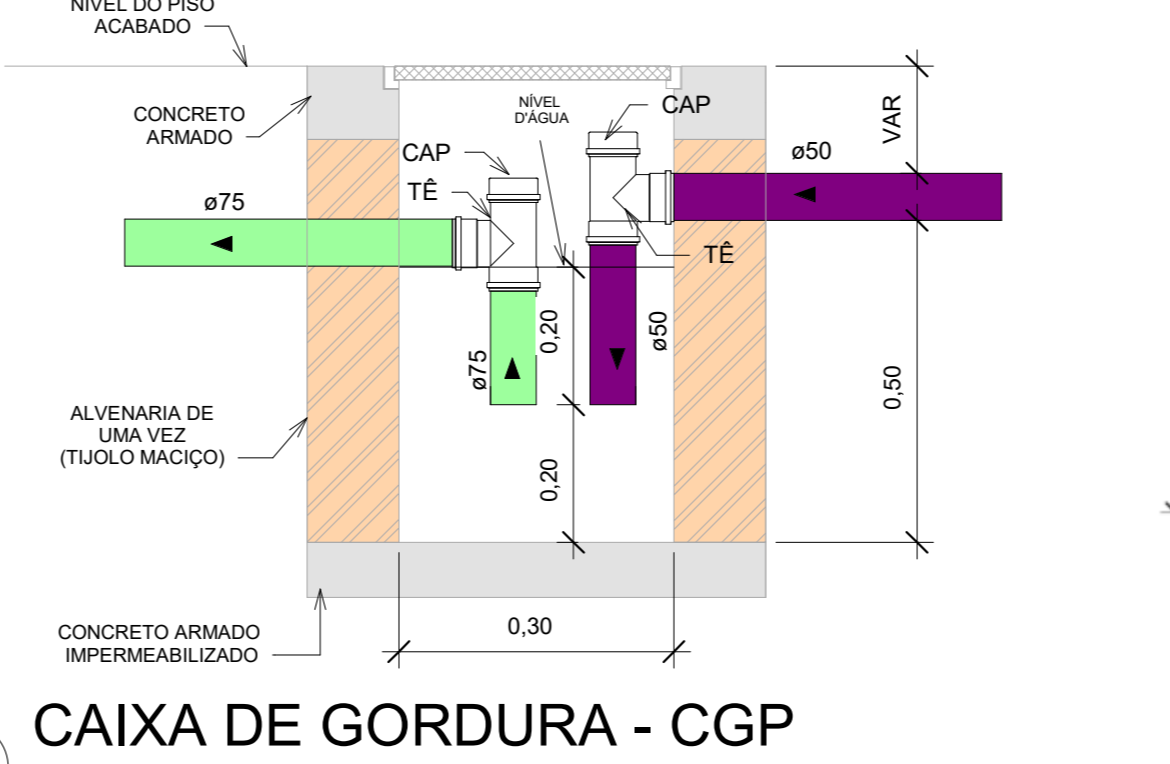 NÍVEL DO PISO
ACABADO
CONCRETO
ARMADO
NÍVEL
D'ÁGUA
CAP
CAP
TÊ
TÊ
VAR
ø50
ø75
0,20
ø75
ø50
0,50
ALVENARIA DE
UMA VEZ
(TIJOLO MACIÇO)
0,20
0,30
CONCRETO ARMADO
IMPERMEABILIZADO
CAIXA DE GORDURA - CGP